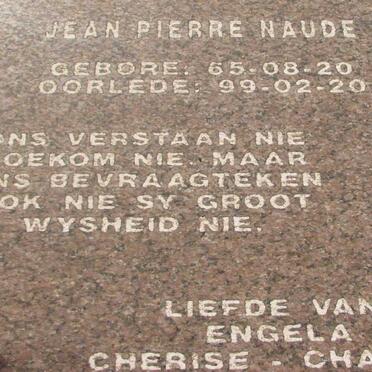 JEAN PIERRE NAUDE
GEBORE: 65-08-20
OORLEDE: 99-02-20
ONS VERSTAAN NIE
OEKOM NIE. MAAR
NS BEVRAAGTEKEN
OK NIE SY GROOT
WYSHEID NIE.
LIEFDE VAN
ENGELA
CHERISE - CHA